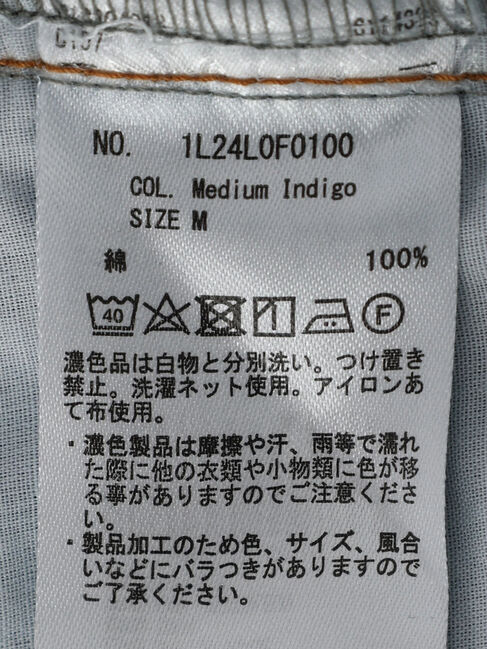 NO. 1L24L0F0100
COL. Medium Indigo
SIZE M
綿 100%
40
F
濃色品は白物と分別洗い。つけ置き
禁止。洗濯ネット使用。アイロンあ
て布使用。
・濃色製品は摩擦や汗、雨等で濡れ
た際に他の衣類や小物類に色が移
る事がありますのでご注意くださ
い。
・製品加工のため色、サイズ、風合
いなどにバラつきがありますので
ご了承ください。